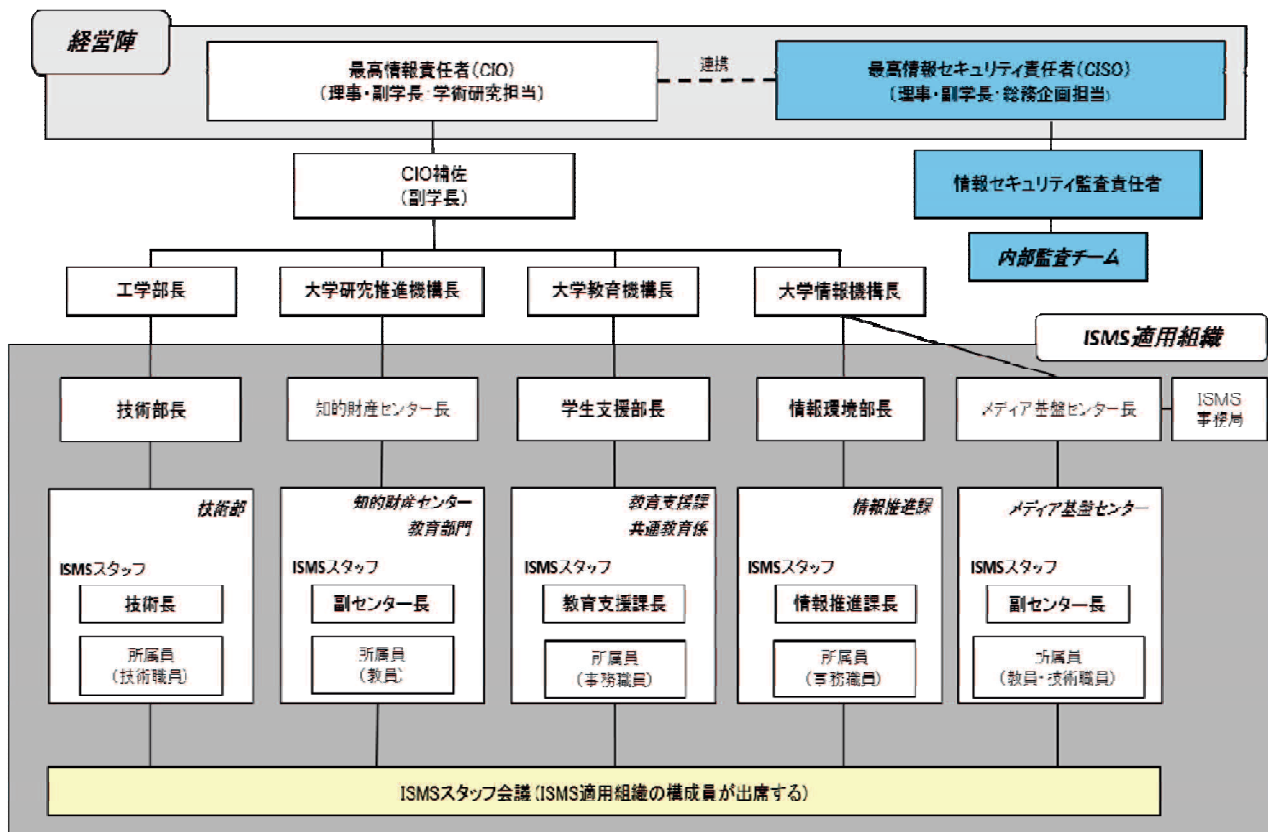 経営陣
最高情報責任者(CIO)
(理事・副学長・学術研究担当)
連携
最高情報セキュリティ責任者(CISO)
(理事・副学長・総務企画担当)
CIO補佐
(副学長)
情報セキュリティ監査責任者
内部監査チーム
工学部長
大学研究推進機構長
大学教育機構長
大学情報機構長
ISMS適用組織
技術部長
知的財産センター長
学生支援部長
情報環境部長
メディア基盤センター長
ISMS
事務局
技術部
ISMSスタッフ
技術長
所属員
(技術職員)
知的財産センター
教育部門
ISMSスタッフ
副センター長
所属員
(教員)
教育支援課
共通教育係
ISMSスタッフ
教育支援課長
所属員
(事務職員)
情報推進課
ISMSスタッフ
情報推進課長
所属員
(事務職員)
メディア基盤センター
ISMSスタッフ
副センター長
所属員
(教員・技術職員)
ISMSスタッフ会議(ISMS適用組織の構成員が出席する)